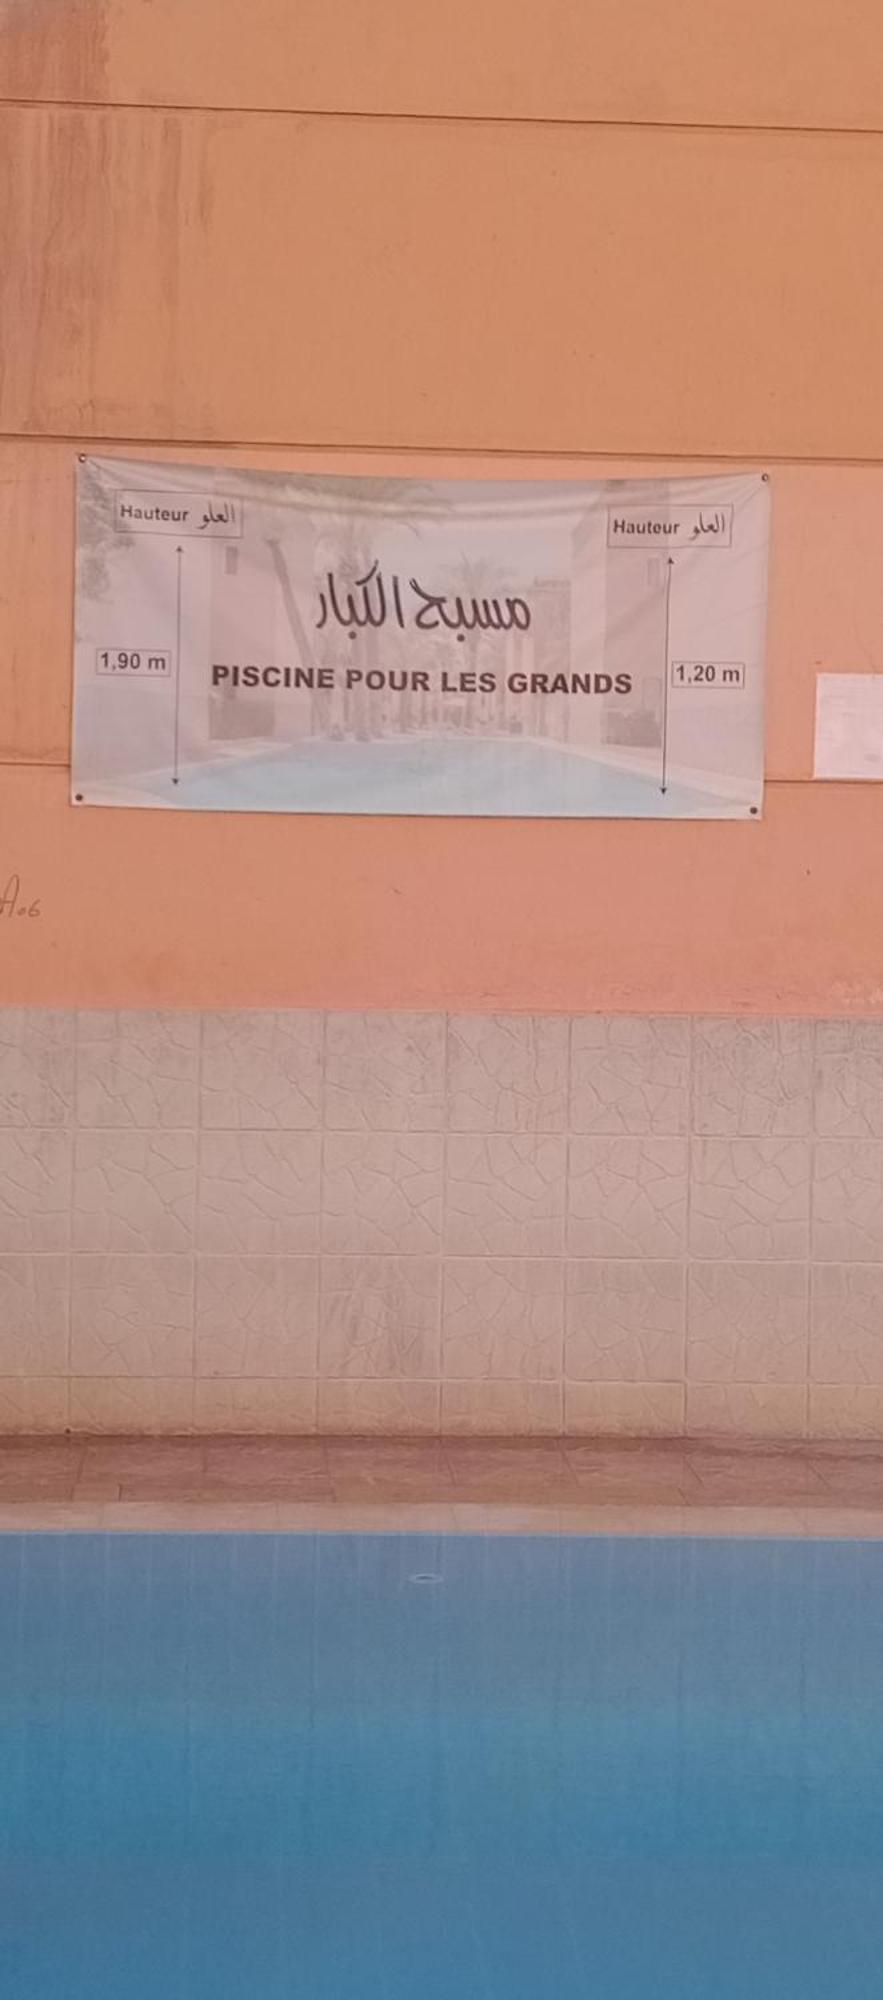 Hauteur العلو
Hauteur العلو
مسبح الكبار
1,90 m
PISCINE POUR LES GRANDS
1,20 m